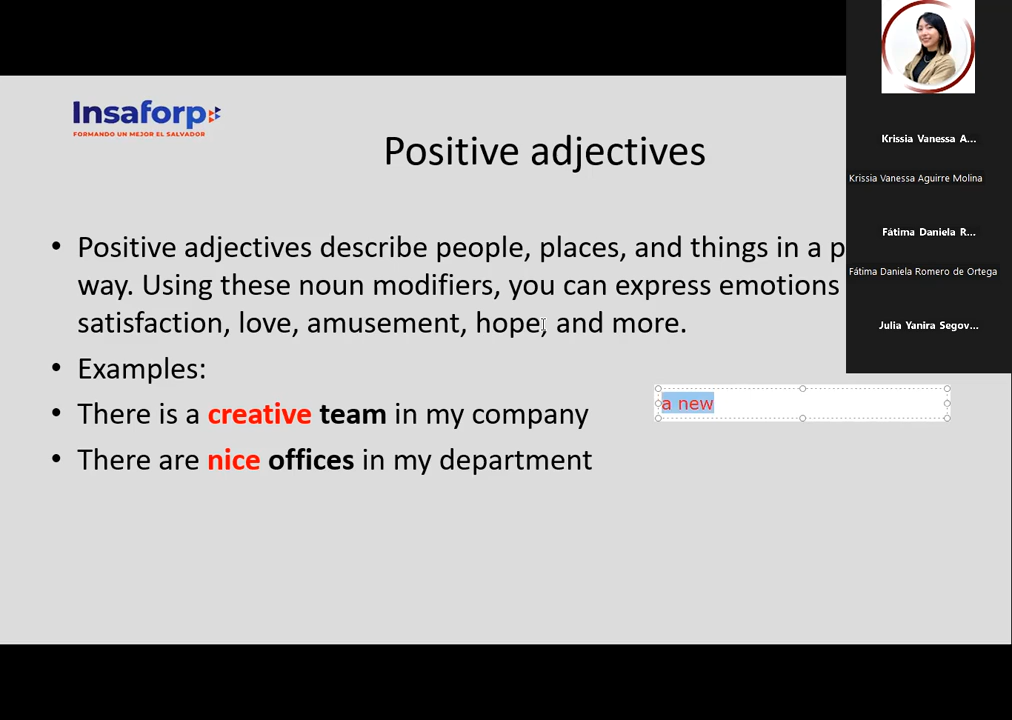 Insaforp
FORMANDO UN MEJOR EL SALVADOR
Positive adjectives
• Positive adjectives describe people, places, and things in a p
way. Using these noun modifiers, you can express emotions
satisfaction, love, amusement, hope, and more.
• Examples:
• There is a creative team in my company
• There are nice offices in my department
a new
Krissia Vanessa A...
Krissia Vanessa Aguirre Molina
Fátima Daniela R...
Fátima Daniela Romero de Ortega
Julia Yanira Segov...